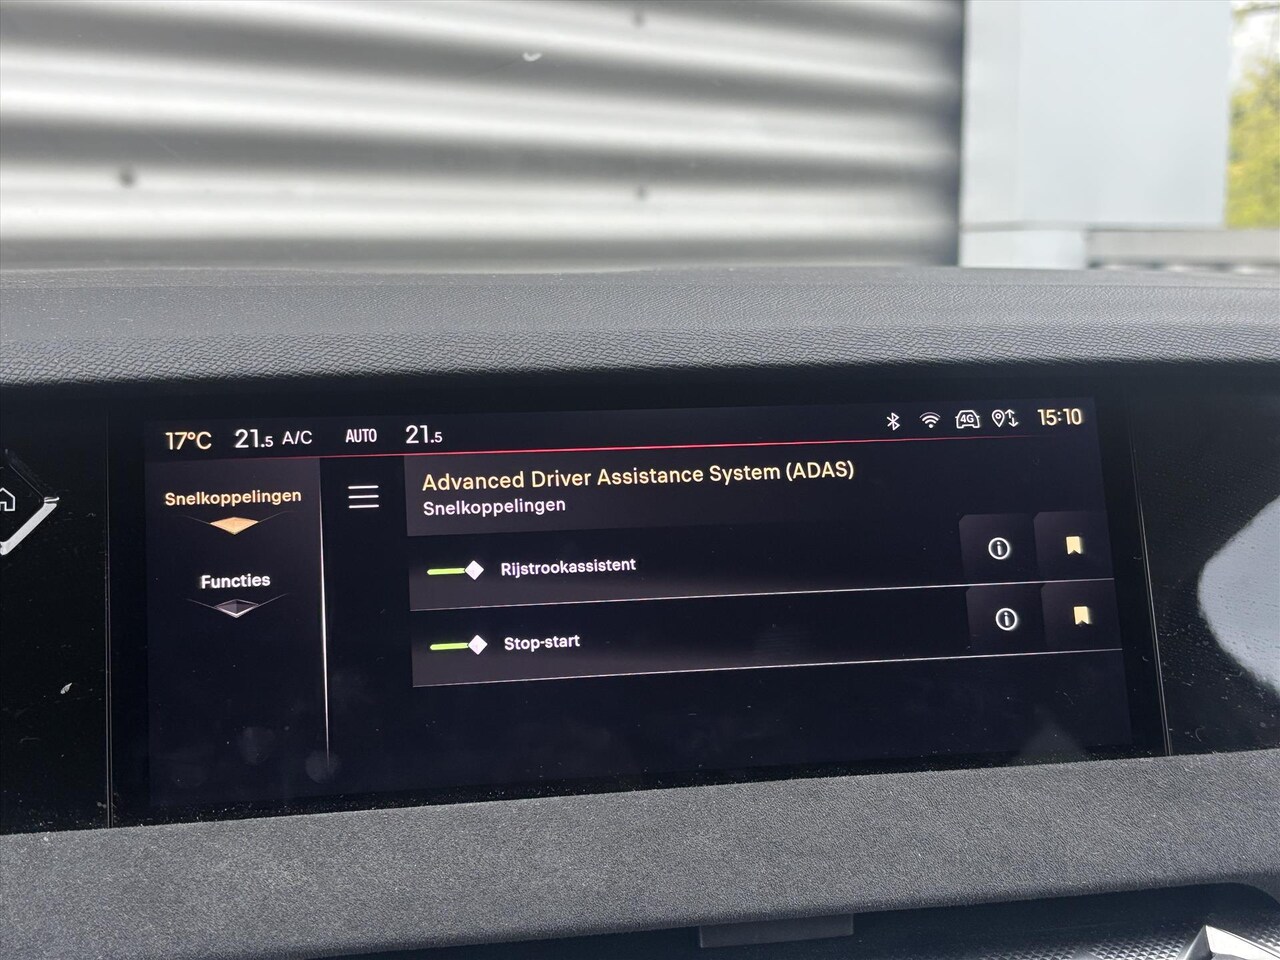 17°C 21.5 A/C AUTO 21.5 4G 15:10
Snelkoppelingen
Functies
Advanced Driver Assistance System (ADAS)
Snelkoppelingen
Rijstrookassistent
Stop-start